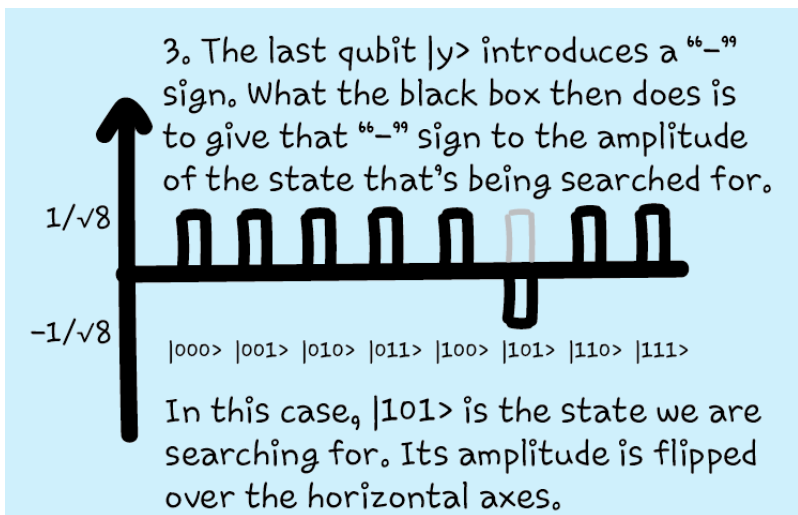 3. The last qubit |y> introduces a “–”
sign. What the black box then does is
to give that “–” sign to the amplitude
of the state that's being searched for.
1/√8
-1/√8
|000> |001> |010> |011> |100> |101> |110> |111>
In this case, |101> is the state we are
searching for. Its amplitude is flipped
over the horizontal axes.